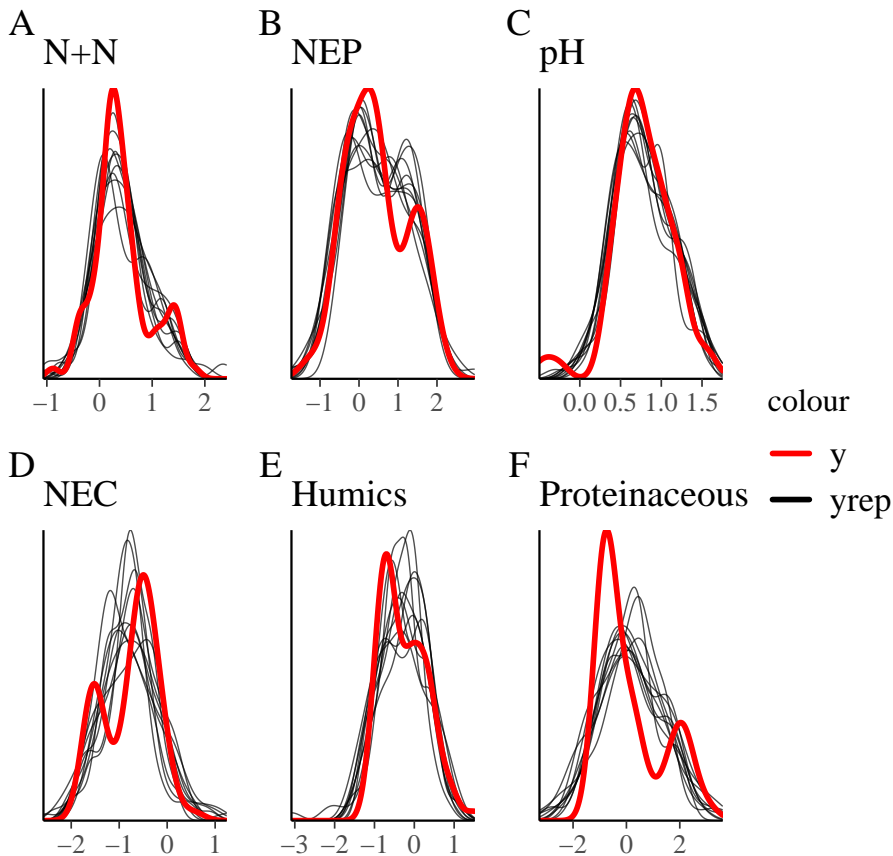 A
N+N
−1 0 1 2
B
NEP
−1 0 1 2
C
pH
0.0 0.5 1.0 1.5
colour
y
yrep
D
NEC
−2 −1 0 1
E
Humics
−3 −2 −1 0 1
F
Proteinaceous
−2 0 2